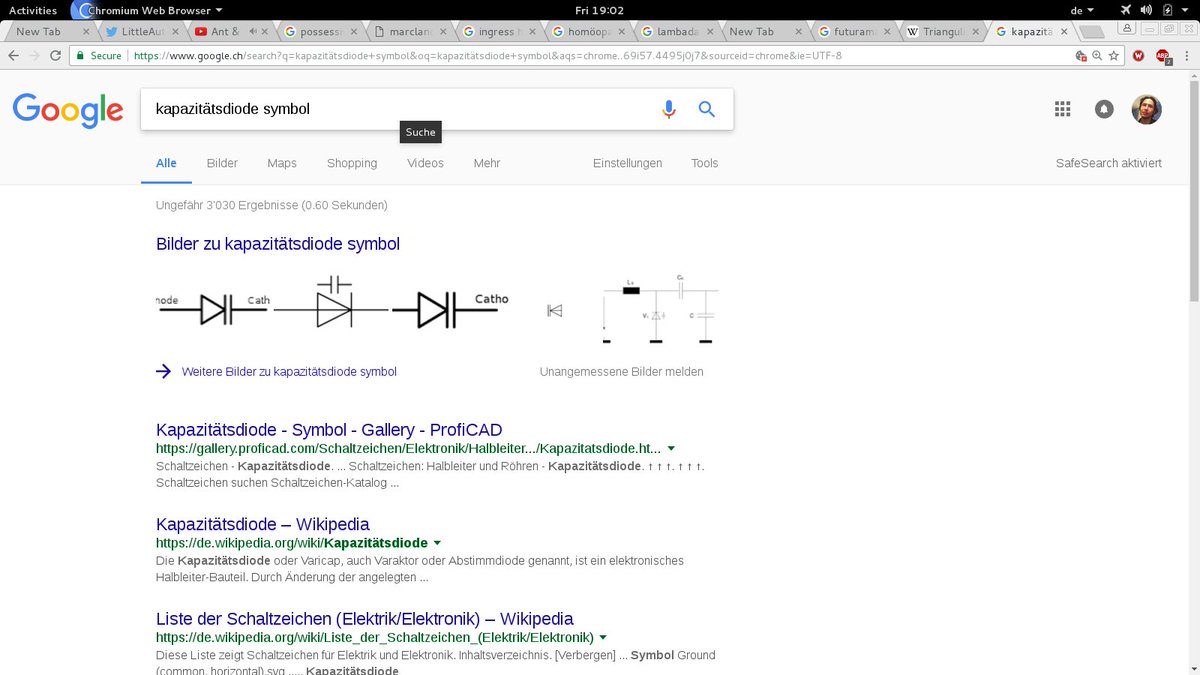 Activities Chromium Web Browser Fri 19:02 de
New Tab LittleAut Ant & possess marclan ingress h homöopa lambada New Tab futuram Triangul kapazitä
Secure https://www.google.ch/search?q=kapazitätsdiode+symbol&oq=kapazitätsdiode+symbol&aqs=chrome..69i57.4495j0j7&sourceid=chrome&ie=UTF-8
Google kapazitätsdiode symbol
Suche
Alle Bilder Maps Shopping Videos Mehr Einstellungen Tools SafeSearch aktiviert
Ungefähr 3'030 Ergebnisse (0.60 Sekunden)
Bilder zu kapazitätsdiode symbol
node Cath Catho
Weitere Bilder zu kapazitätsdiode symbol Unangemessene Bilder melden
Kapazitätsdiode - Symbol - Gallery - ProfiCAD
https://gallery.proficad.com/Schaltzeichen/Elektronik/Halbleiter.../Kapazitatsdiode.ht...
Schaltzeichen - Kapazitätsdiode. ... Schaltzeichen: Halbleiter und Röhren - Kapazitätsdiode. ↑ ↑ ↑. ↑ ↑ ↑.
Schaltzeichen suchen Schaltzeichen-Katalog ...
Kapazitätsdiode – Wikipedia
https://de.wikipedia.org/wiki/Kapazitätsdiode
Die Kapazitätsdiode oder Varicap, auch Varaktor oder Abstimmdiode genannt, ist ein elektronisches
Halbleiter-Bauteil. Durch Änderung der angelegten ...
Liste der Schaltzeichen (Elektrik/Elektronik) – Wikipedia
https://de.wikipedia.org/wiki/Liste_der_Schaltzeichen_(Elektrik/Elektronik)
Diese Liste zeigt Schaltzeichen für Elektrik und Elektronik. Inhaltsverzeichnis. [Verbergen] ... Symbol Ground
(common, horizontal).svg ..... Kapazitätsdiode